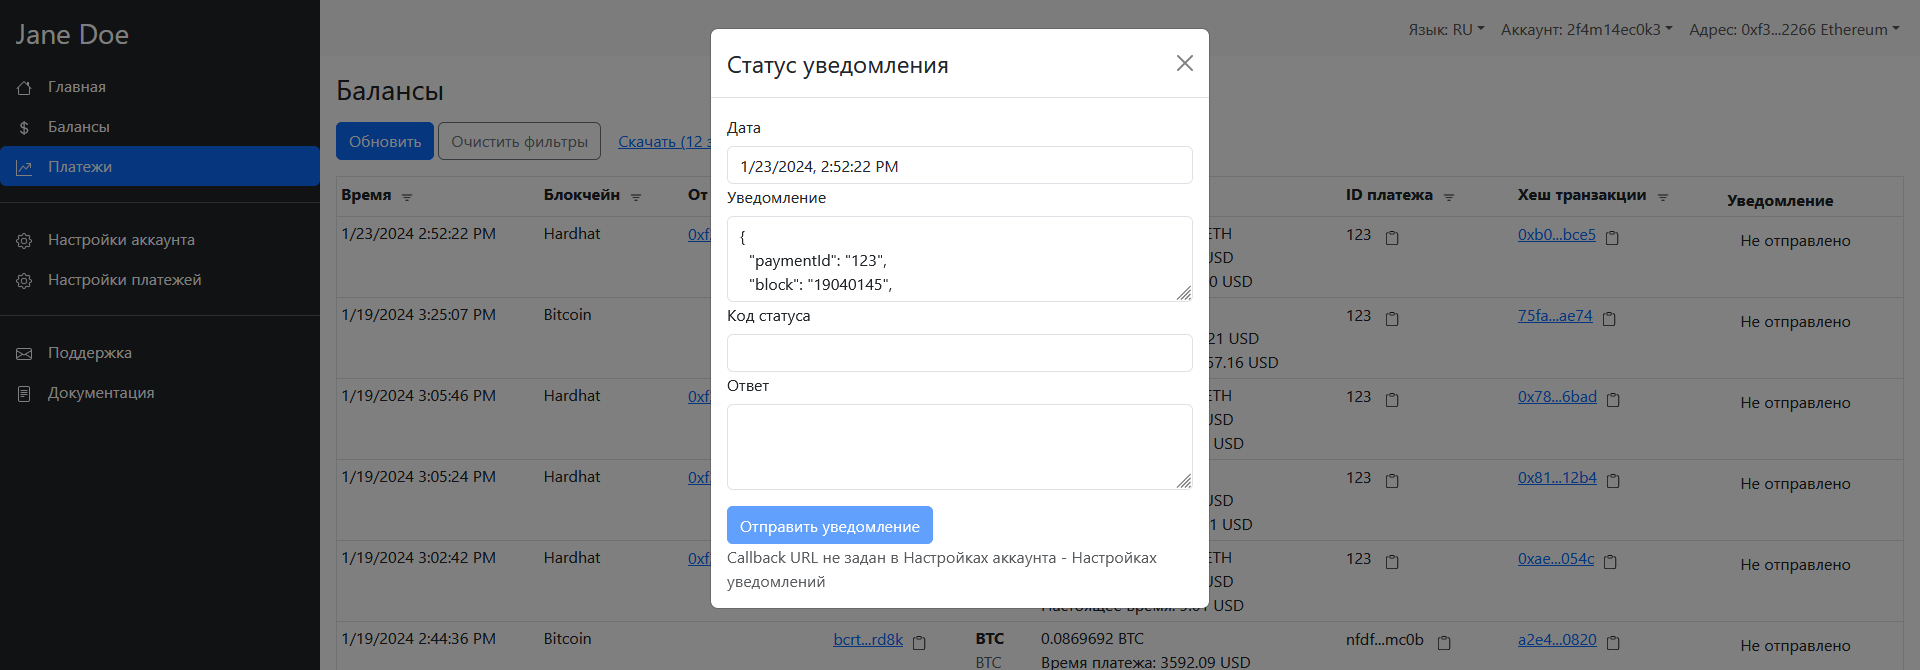 Jane Doe
Главная
Балансы
Платежи
Настройки аккаунта
Настройки платежей
Поддержка
Документация
Язык: RU
Аккаунт: 2f4m14ec0k3
Адрес: 0xf3...2266 Ethereum
Балансы
Обновить
Очистить фильтры
Скачать (12
Время Блокчейн От ID платежа Хеш транзакции Уведомление
1/23/2024 2:52:22 PM Hardhat 0xf ETH 123 0xb0...bce5 Не отправлено
USD
0 USD
1/19/2024 3:25:07 PM Bitcoin 123 75fa...ae74 Не отправлено
21 USD
57.16 USD
1/19/2024 3:05:46 PM Hardhat 0xf ETH 123 0x78...6bad Не отправлено
USD
USD
1/19/2024 3:05:24 PM Hardhat 0xf 123 0x81...12b4 Не отправлено
USD
1 USD
1/19/2024 3:02:42 PM Hardhat 0xf ETH 123 0xae...054c Не отправлено
USD
USD
1/19/2024 2:44:36 PM Bitcoin bcrt...rd8k BTC 0.0869692 BTC nfdf...mc0b a2e4...0820 Не отправлено
BTC Время платежа: 3592.09 USD
Статус уведомления
Дата
1/23/2024, 2:52:22 PM
Уведомление
{
"paymentId": "123",
"block": "19040145",
Код статуса
Ответ
Отправить уведомление
Callback URL не задан в Настройках аккаунта - Настройках
уведомлений